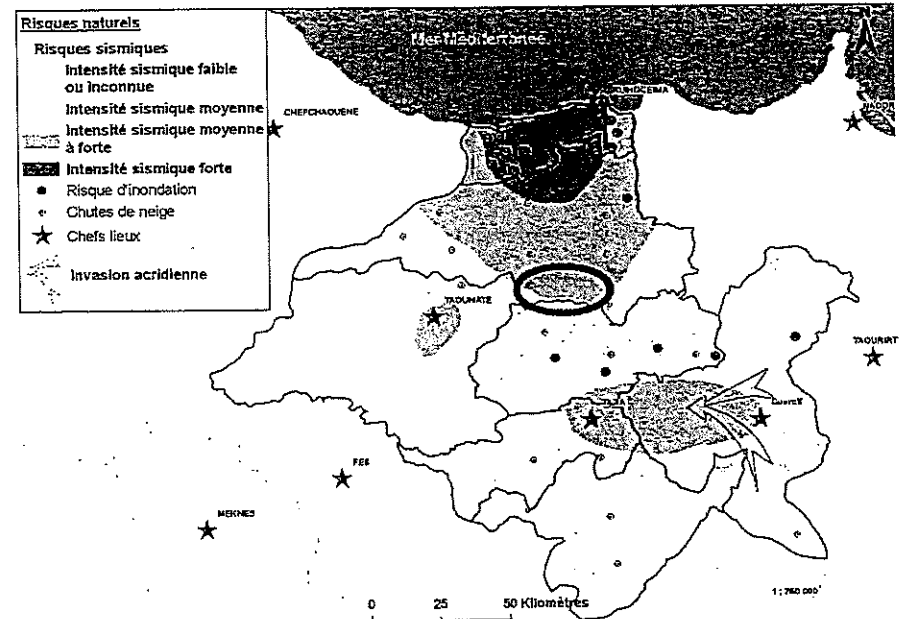 Risques naturels
Risques sismiques
Intensité sismique faible
ou inconnue
Intensité sismique moyenne
Intensité sismique moyenne
à forte
Intensité sismique forte
Risque d'inondation
Chutes de neige
Chefs lieux
Invasion acridienne
Mer Méditerranée
N
CHEFCHAOUENE
NADOR
TAOUNATE
TAOURIRT
TAZA
FES
MEKNES
0 25 50 Kilomètres